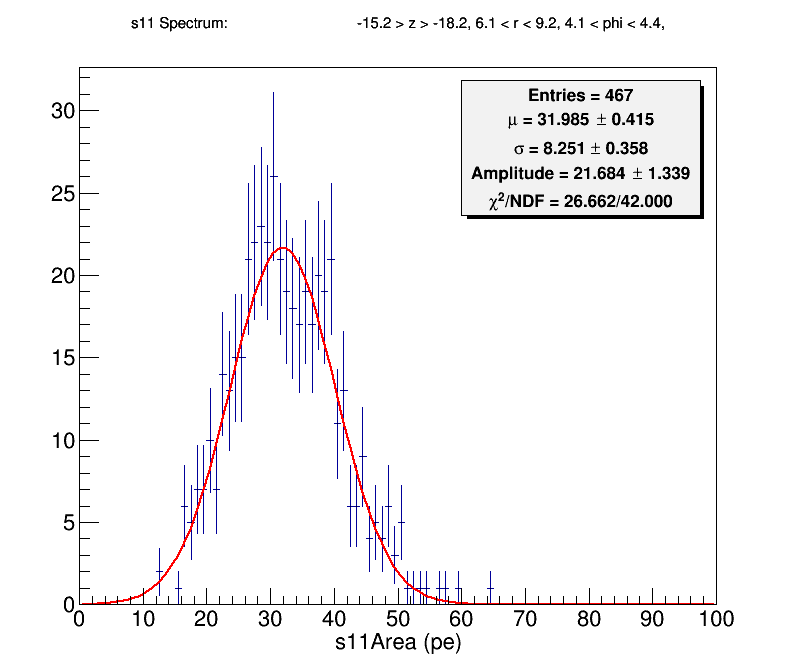 s11 Spectrum: -15.2 > z > -18.2, 6.1 < r < 9.2, 4.1 < phi < 4.4,
Entries = 467
μ = 31.985 ± 0.415
σ = 8.251 ± 0.358
Amplitude = 21.684 ± 1.339
χ²/NDF = 26.662/42.000
30
25
20
15
10
5
0
0 10 20 30 40 50 60 70 80 90 100
s11Area (pe)